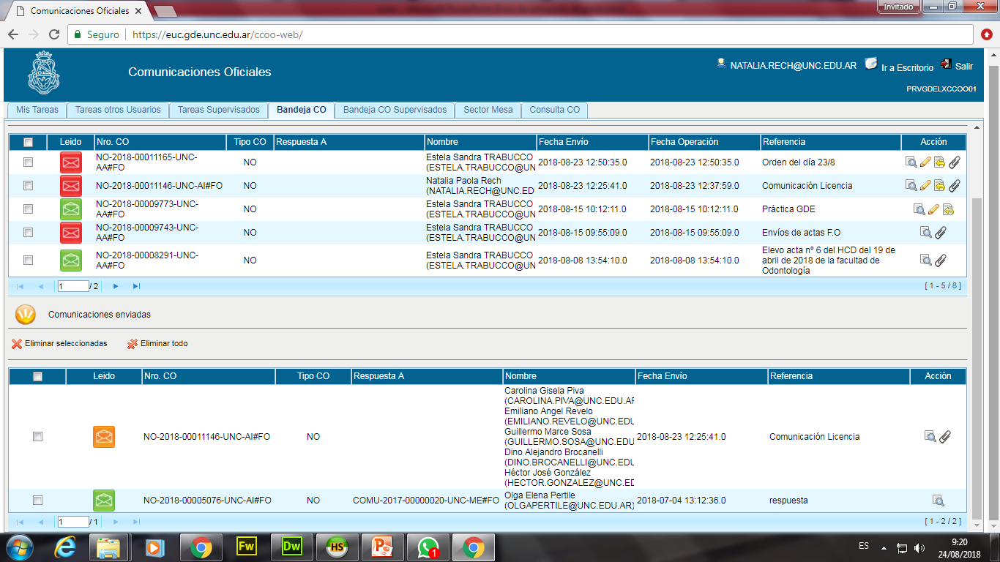 Comunicaciones Oficiales
Invitado
Seguro
https://euc.gde.unc.edu.ar/ccoo-web/
Comunicaciones Oficiales
NATALIA.RECH@UNC.EDU.AR
Ir a Escritorio
Salir
PRVGDELXCCOO01
Mis Tareas
Tareas otros Usuarios
Tareas Supervisados
Bandeja CO
Bandeja CO Supervisados
Sector Mesa
Consulta CO
Leido Nro. CO Tipo CO Respuesta A Nombre Fecha Envío Fecha Operación Referencia Acción
NO-2018-00011165-UNC-
AA#FO
NO
Estela Sandra TRABUCCO
(ESTELA.TRABUCCO@UN
2018-08-23 12:50:35.0
2018-08-23 12:50:35.0
Orden del día 23/8
NO-2018-00011146-UNC-AI#FO
NO
Natalia Paola Rech
(NATALIA.RECH@UNC.ED
2018-08-23 12:25:41.0
2018-08-23 12:37:59.0
Comunicación Licencia
NO-2018-00009773-UNC-
AA#FO
NO
Estela Sandra TRABUCCO
(ESTELA.TRABUCCO@UN
2018-08-15 10:12:11.0
2018-08-15 10:12:11.0
Práctica GDE
NO-2018-00009743-UNC-
AA#FO
NO
Estela Sandra TRABUCCO
(ESTELA.TRABUCCO@UN
2018-08-15 09:55:09.0
2018-08-15 09:55:09.0
Envíos de actas F.O
NO-2018-00008291-UNC-
AA#FO
NO
Estela Sandra TRABUCCO
(ESTELA.TRABUCCO@UN
2018-08-08 13:54:10.0
2018-08-08 13:54:10.0
Elevo acta nº 6 del HCD del 19 de
abril de 2018 de la facultad de
Odontología
1 / 2
[ 1 - 5 / 8 ]
Comunicaciones enviadas
Eliminar seleccionadas
Eliminar todo
Leido Nro. CO Tipo CO Respuesta A Nombre Fecha Envío Referencia Acción
NO-2018-00011146-UNC-AI#FO
NO
Carolina Gisela Piva
(CAROLINA.PIVA@UNC.EDU.AR
Emiliano Angel Revelo
(EMILIANO.REVELO@UNC.EDU
Guillermo Marce Sosa
(GUILLERMO.SOSA@UNC.EDU
Dino Alejandro Brocanelli
(DINO.BROCANELLI@UNC.EDU
Héctor José González
(HECTOR.GONZALEZ@UNC.ED
2018-08-23 12:25:41.0
Comunicación Licencia
NO-2018-00005076-UNC-AI#FO
NO
COMU-2017-00000020-UNC-ME#FO
Olga Elena Pertile
(OLGAPERTILE@UNC.EDU.AR)
2018-07-04 13:12:36.0
respuesta
1 / 1
[ 1 - 2 / 2 ]
Fw
Dw
HS
P
1
ES
9:20
24/08/2018